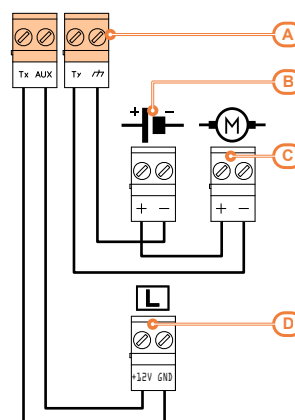 A
Tx AUX Ty
B
+ −
M
C
+ − + −
L
D
+12V GND